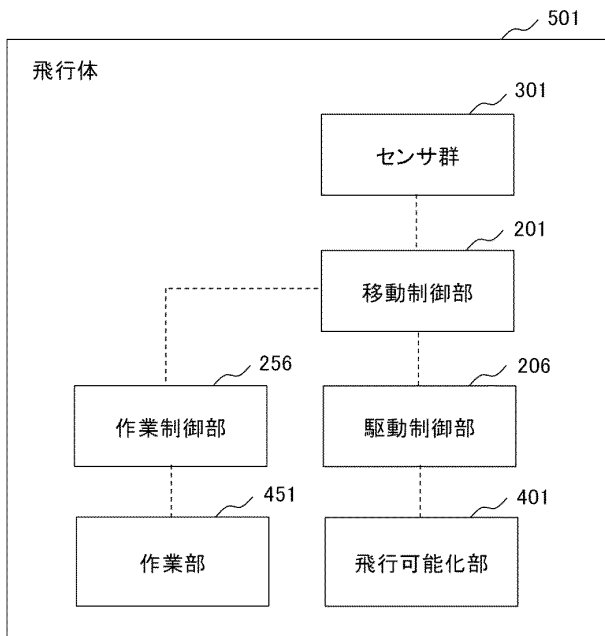 501
飛行体
301
センサ群
201
移動制御部
256
206
作業制御部
駆動制御部
451
401
作業部
飛行可能化部